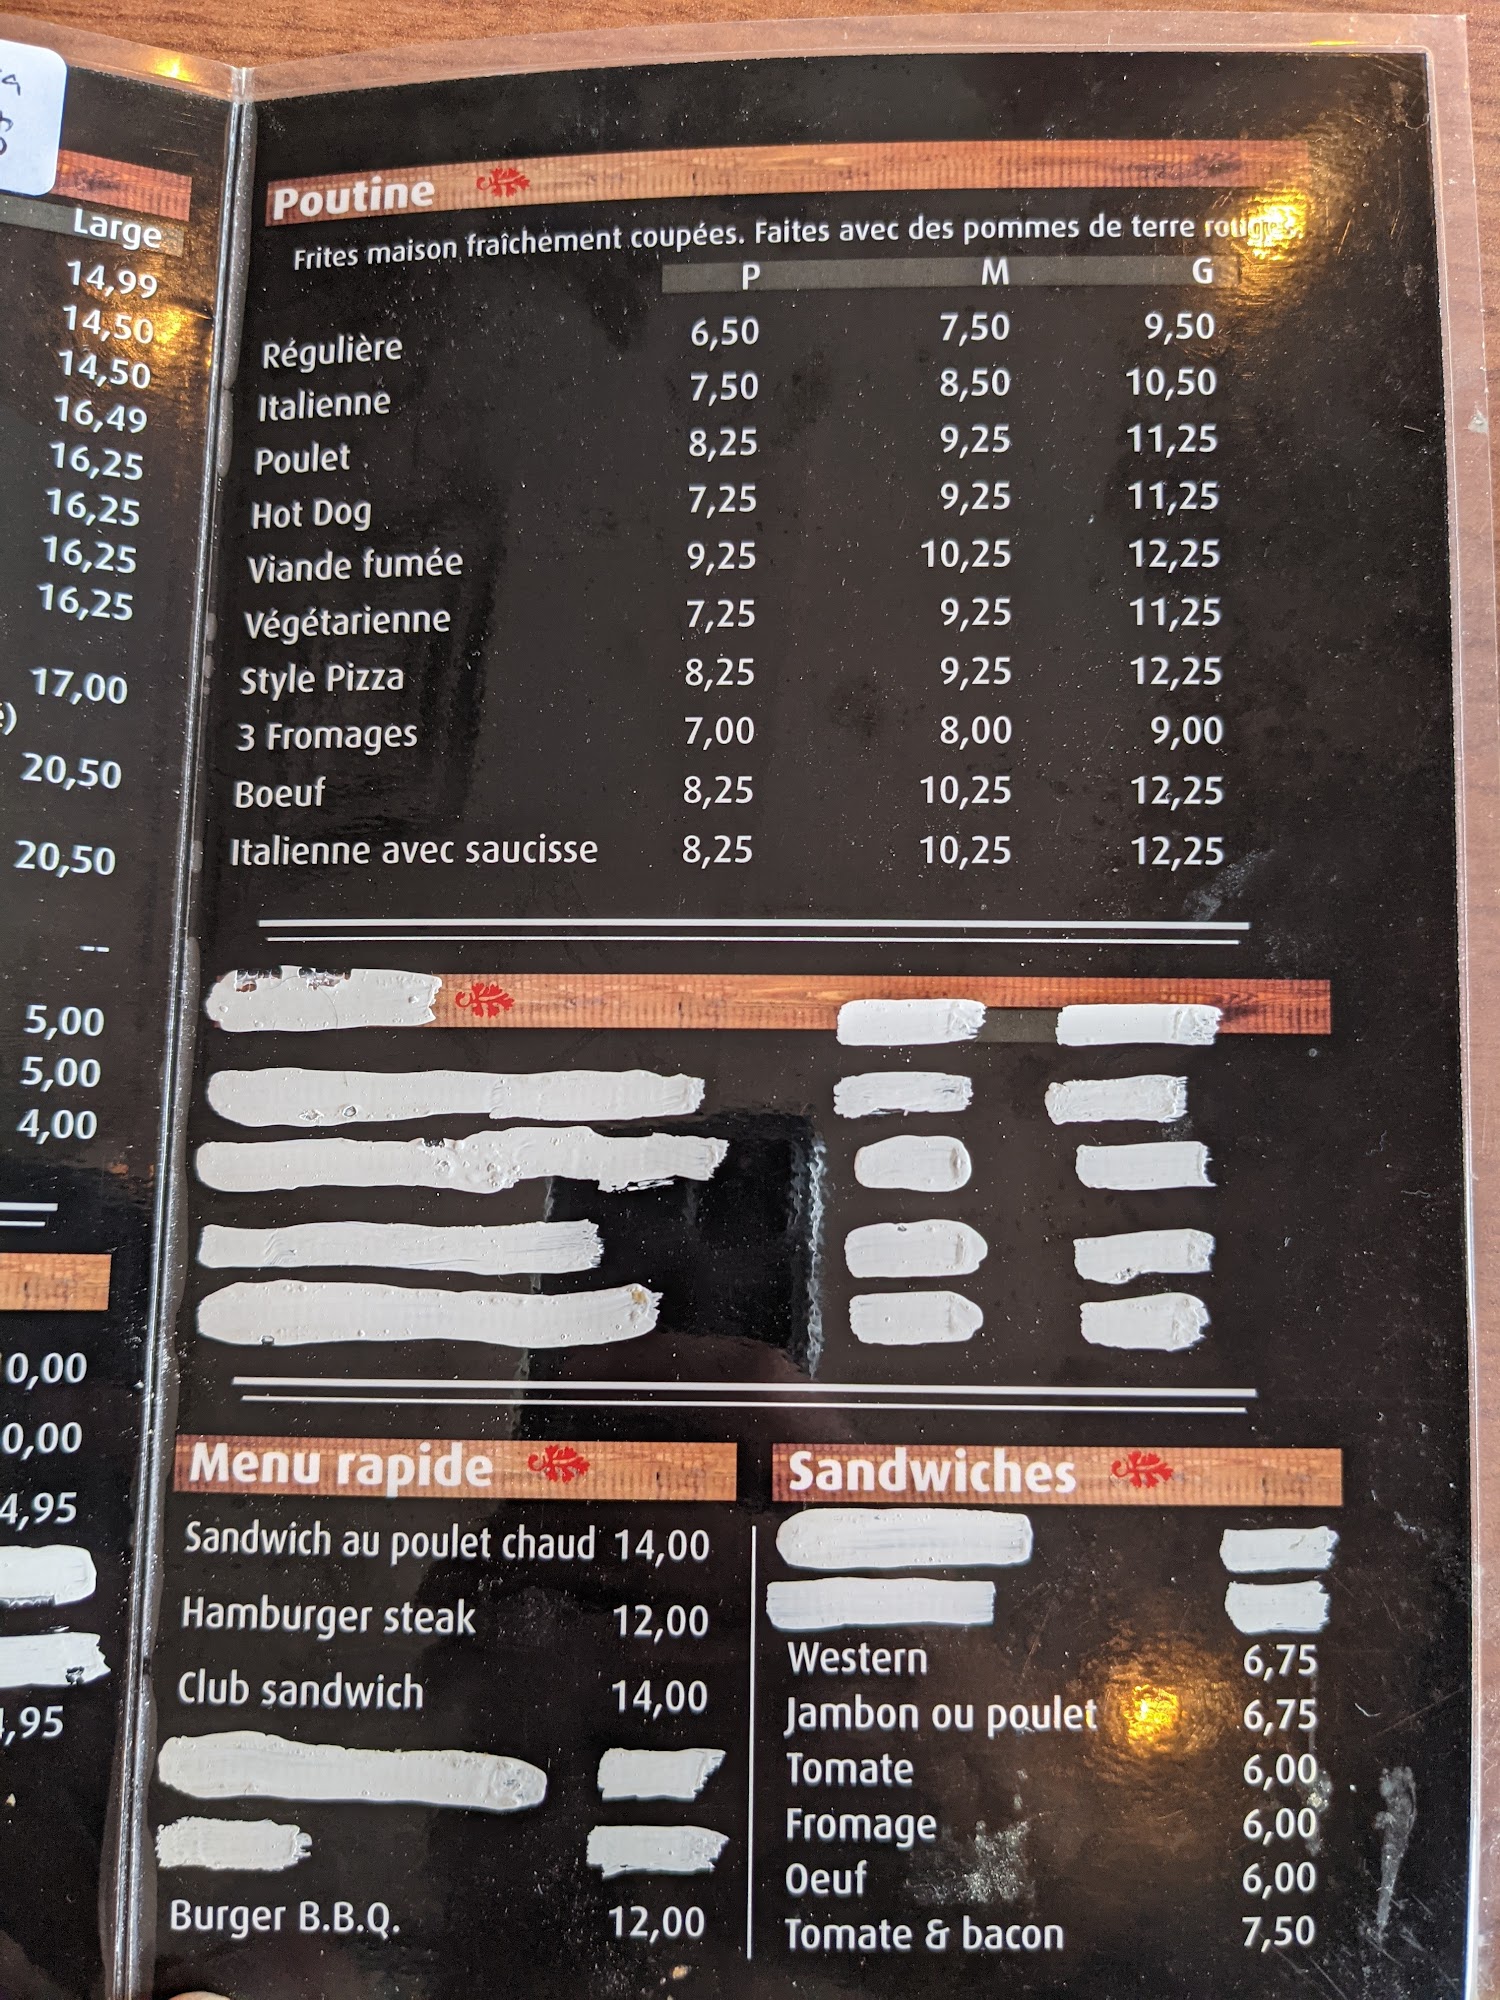 Large
14,99
14,50
14,50
16,49
16,25
16,25
16,25
16,25
17,00
20,50
20,50
--
5,00
5,00
4,00
0,00
0,00
4,95
,95
Poutine
Frites maison fraîchement coupées. Faites avec des pommes de terre rouges.
P M G
Régulière 6,50 7,50 9,50
Italienne 7,50 8,50 10,50
Poulet 8,25 9,25 11,25
Hot Dog 7,25 9,25 11,25
Viande fumée 9,25 10,25 12,25
Végétarienne 7,25 9,25 11,25
Style Pizza 8,25 9,25 12,25
3 Fromages 7,00 8,00 9,00
Boeuf 8,25 10,25 12,25
Italienne avec saucisse 8,25 10,25 12,25
Menu rapide
Sandwich au poulet chaud 14,00
Hamburger steak 12,00
Club sandwich 14,00
Burger B.B.Q. 12,00
Sandwiches
Western 6,75
Jambon ou poulet 6,75
Tomate 6,00
Fromage 6,00
Oeuf 6,00
Tomate & bacon 7,50